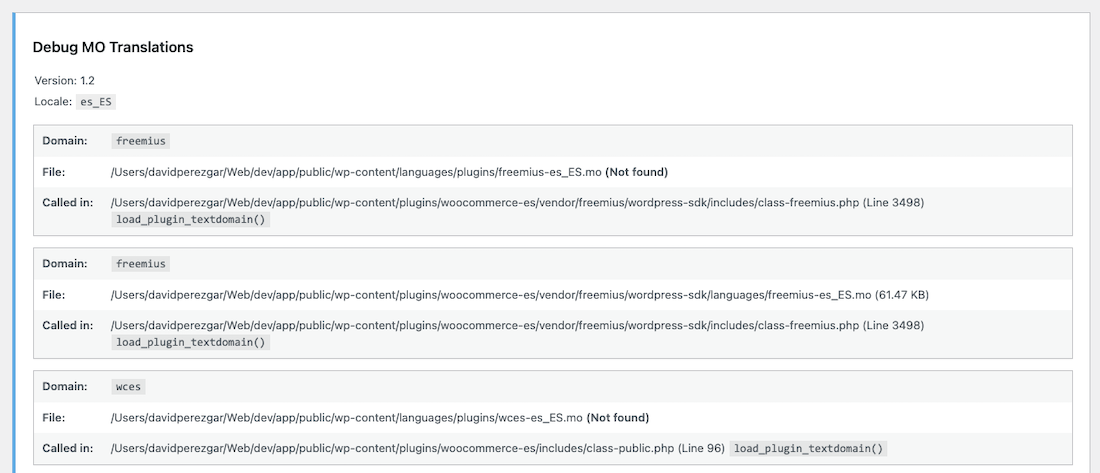 Debug MO Translations
Version: 1.2
Locale: es_ES
Domain: freemius
File: /Users/davidperezgar/Web/dev/app/public/wp-content/languages/plugins/freemius-es_ES.mo (Not found)
Called in: /Users/davidperezgar/Web/dev/app/public/wp-content/plugins/woocommerce-es/vendor/freemius/wordpress-sdk/includes/class-freemius.php (Line 3498)
load_plugin_textdomain()
Domain: freemius
File: /Users/davidperezgar/Web/dev/app/public/wp-content/plugins/woocommerce-es/vendor/freemius/wordpress-sdk/languages/freemius-es_ES.mo (61.47 KB)
Called in: /Users/davidperezgar/Web/dev/app/public/wp-content/plugins/woocommerce-es/vendor/freemius/wordpress-sdk/includes/class-freemius.php (Line 3498)
load_plugin_textdomain()
Domain: wces
File: /Users/davidperezgar/Web/dev/app/public/wp-content/languages/plugins/wces-es_ES.mo (Not found)
Called in: /Users/davidperezgar/Web/dev/app/public/wp-content/plugins/woocommerce-es/includes/class-public.php (Line 96) load_plugin_textdomain()